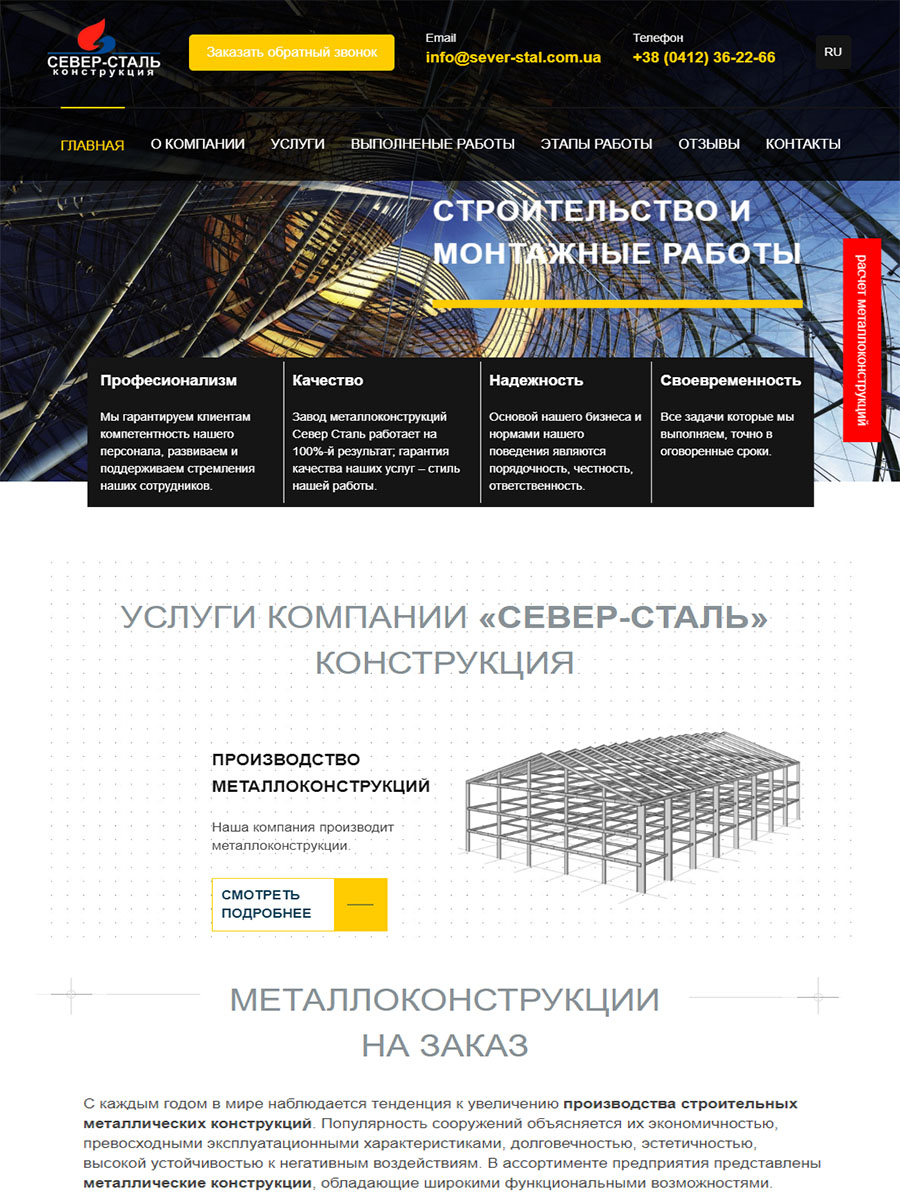 СЕВЕР-СТАЛЬ
КОНСТРУКЦИЯ
Заказать обратный звонок
Email
info@sever-stal.com.ua
Телефон
+38 (0412) 36-22-66
RU
ГЛАВНАЯ
О КОМПАНИИ
УСЛУГИ
ВЫПОЛНЕНЫЕ РАБОТЫ
ЭТАПЫ РАБОТЫ
ОТЗЫВЫ
КОНТАКТЫ
СТРОИТЕЛЬСТВО И
МОНТАЖНЫЕ РАБОТЫ
расчет металлоконструкций
Професионализм
Мы гарантируем клиентам
компетентность нашего
персонала, развиваем и
поддерживаем стремления
наших сотрудников.
Качество
Завод металлоконструкций
Север Сталь работает на
100%-й результат; гарантия
качества наших услуг – стиль
нашей работы.
Надежность
Основой нашего бизнеса и
нормами нашего
поведения являются
порядочность, честность,
ответственность.
Своевременность
Все задачи которые мы
выполняем, точно в
оговоренные сроки.
УСЛУГИ КОМПАНИИ «СЕВЕР-СТАЛЬ»
КОНСТРУКЦИЯ
ПРОИЗВОДСТВО
МЕТАЛЛОКОНСТРУКЦИЙ
Наша компания производит
металлоконструкции.
СМОТРЕТЬ
ПОДРОБНЕЕ
МЕТАЛЛОКОНСТРУКЦИИ
НА ЗАКАЗ
С каждым годом в мире наблюдается тенденция к увеличению производства строительных
металлических конструкций. Популярность сооружений объясняется их экономичностью,
превосходными эксплуатационными характеристиками, долговечностью, эстетичностью,
высокой устойчивостью к негативным воздействиям. В ассортименте предприятия представлены
металлические конструкции, обладающие широкими функциональными возможностями.